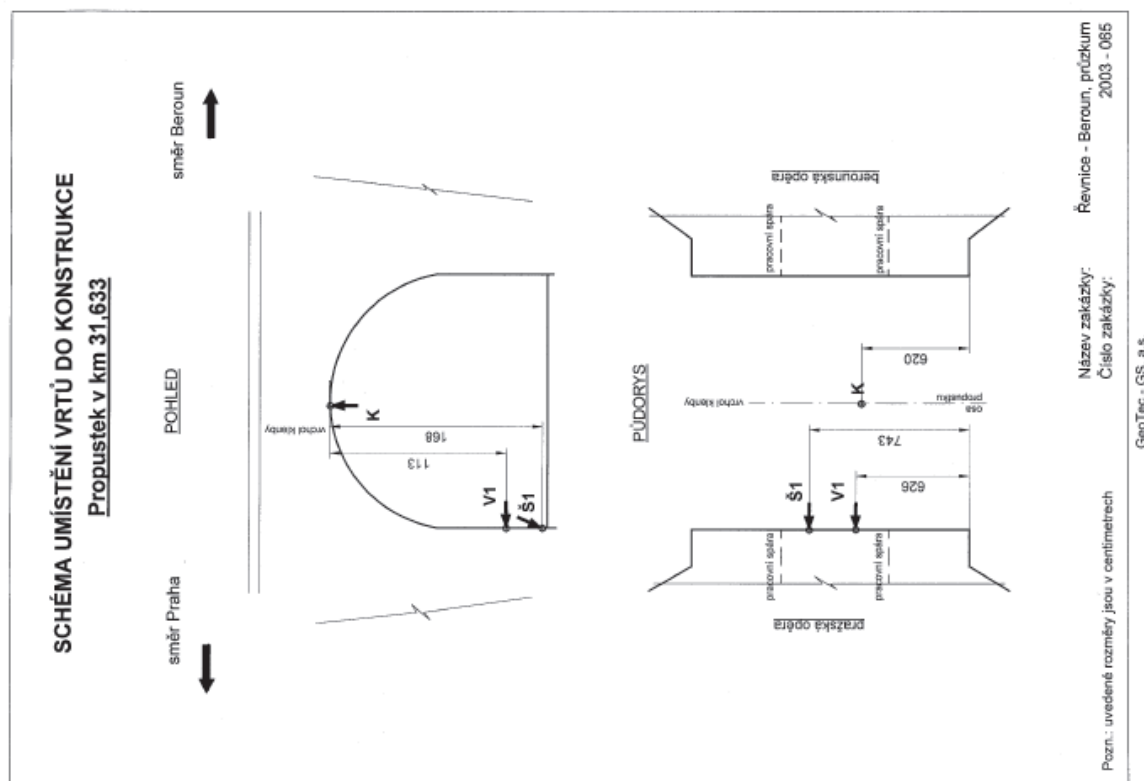 SCHÉMA UMÍSTĚNÍ VRTŮ DO KONSTRUKCE
Propustek v km 31,633
směr Praha
směr Beroun
POHLED
vrchol klenby
K
168
113
V1
Š1
PŮDORYS
vrchol klenby
osa
propustku
K
620
743
626
Š1
V1
pracovní spára
pracovní spára
pražská opěra
pracovní spára
pracovní spára
berounská opěra
Pozn.: uvedené rozměry jsou v centimetrech
Název zakázky: Řevnice - Beroun, průzkum
Číslo zakázky: 2003 - 065
GeoTec - GS, a.s.